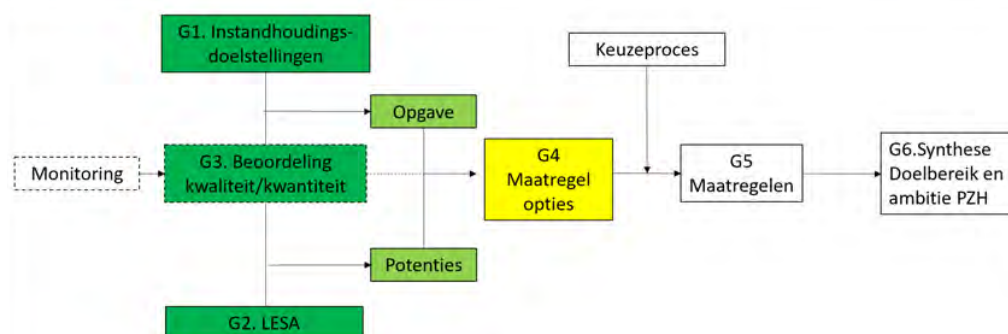 G1. Instandhoudings-
doelstellingen
Keuzeproces
Opgave
Monitoring
G3. Beoordeling
kwaliteit/kwantiteit
G4
Maatregel
opties
G5
Maatregelen
G6.Synthese
Doelbereik en
ambitie PZH
Potenties
G2. LESA